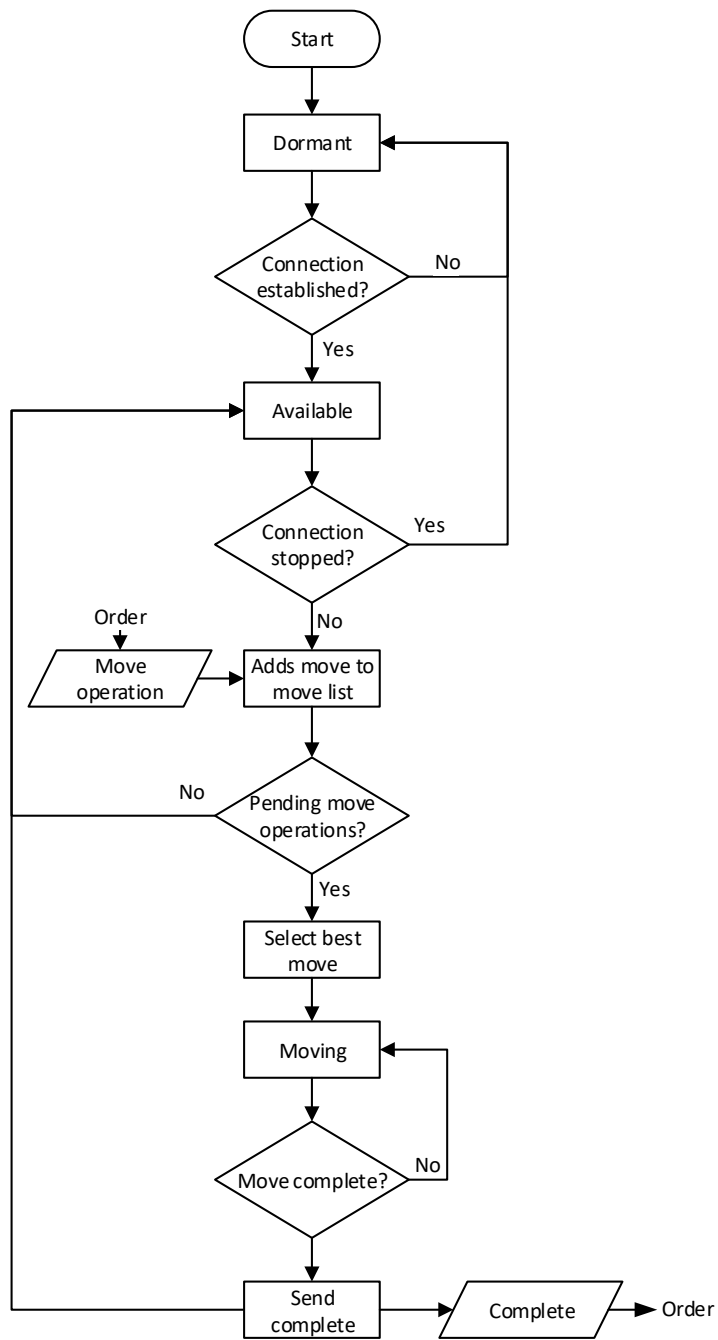 Start
Dormant
Connection
established?
No
Yes
Available
Connection
stopped?
Yes
No
Order
Move
operation
Adds move to
move list
No
Pending move
operations?
Yes
Select best
move
Moving
Move complete?
No
Send
complete
Complete
Order